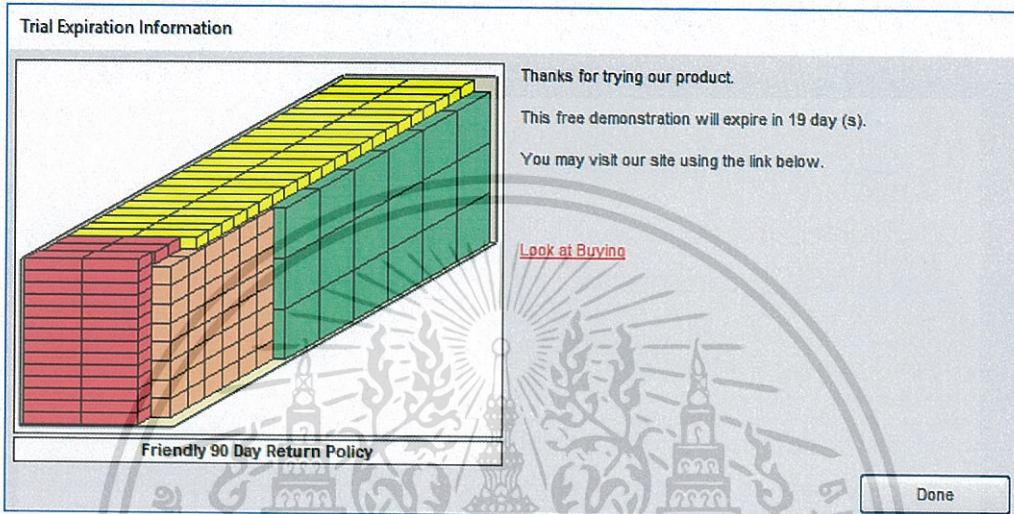 Trial Expiration Information
Thanks for trying our product.
This free demonstration will expire in 19 day (s).
You may visit our site using the link below.
Look at Buying
Friendly 90 Day Return Policy
Done